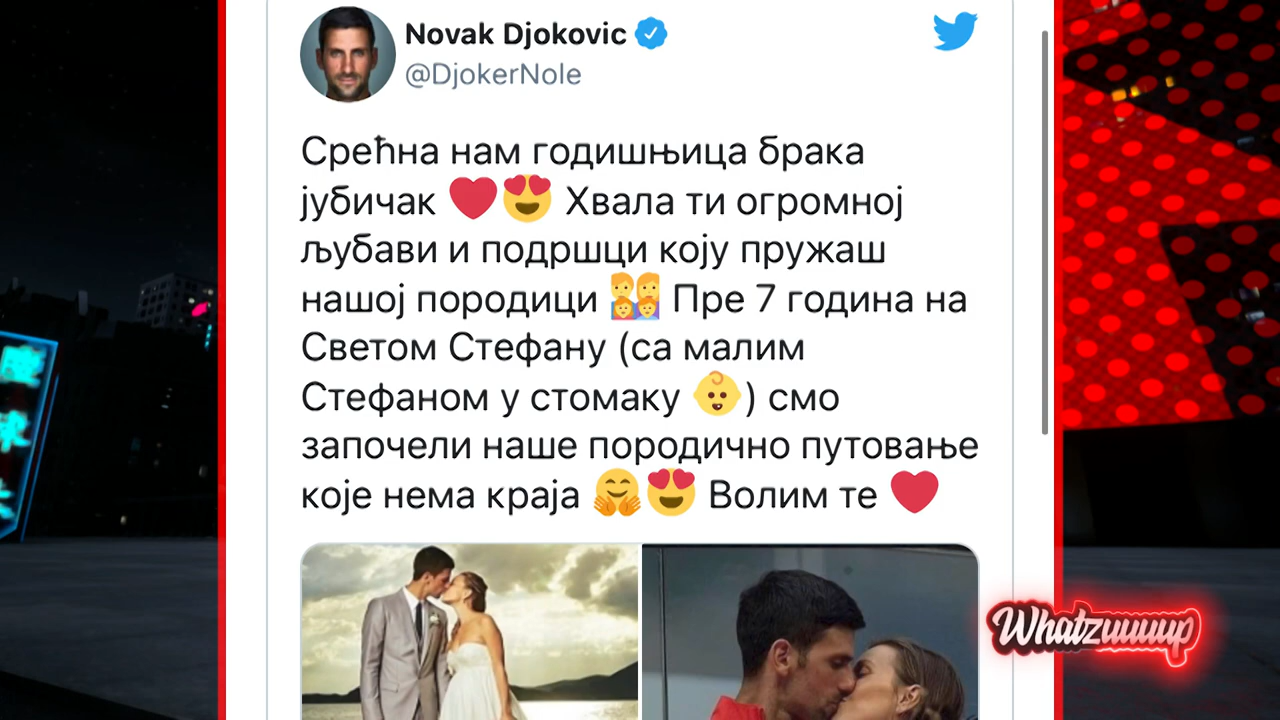 Novak Djokovic
@DjokerNole
Срећна нам годишњица брака
јубичак ❤️😍 Хвала ти огромној
љубави и подршци коју пружаш
нашој породици 👨‍👩‍👧‍👦 Пре 7 година на
Светом Стефану (са малим
Стефаном у стомаку 👶) смо
започели наше породично путовање
које нема краја 🤗😍 Волим те ❤️
Whatzuuuup